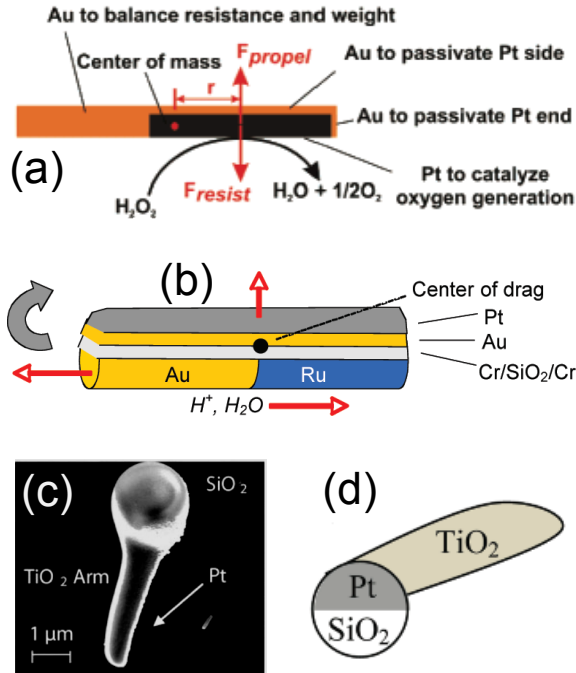 Au to balance resistance and weight
Center of mass
F propel
Au to passivate Pt side
r
Au to passivate Pt end
(a)
F resist
H₂O₂
H₂O + 1/2O₂
Pt to catalyze
oxygen generation
(b)
Center of drag
Pt
Au
Cr/SiO₂/Cr
Au
Ru
H⁺, H₂O
(c)
SiO₂
TiO₂ Arm
Pt
1 μm
(d)
TiO₂
Pt
SiO₂